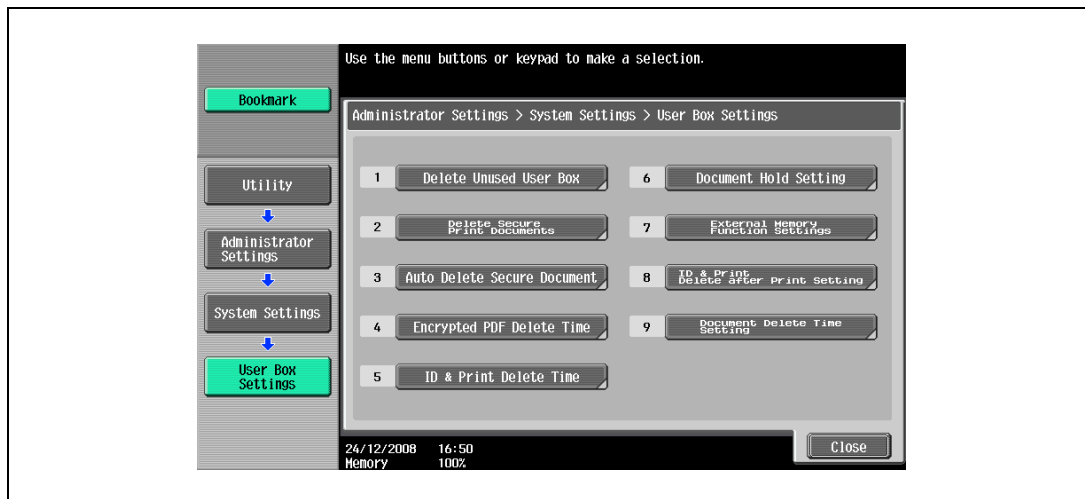 Use the menu buttons or keypad to make a selection.
Bookmark
Administrator Settings > System Settings > User Box Settings
Utility
Administrator
Settings
System Settings
User Box
Settings
1 Delete Unused User Box
2 Delete Secure
Print Documents
3 Auto Delete Secure Document
4 Encrypted PDF Delete Time
5 ID & Print Delete Time
6 Document Hold Setting
7 External Memory
Function Settings
8 ID & Print
Delete after Print Setting
9 Document Delete Time
Setting
24/12/2008 16:50
Memory 100%
Close